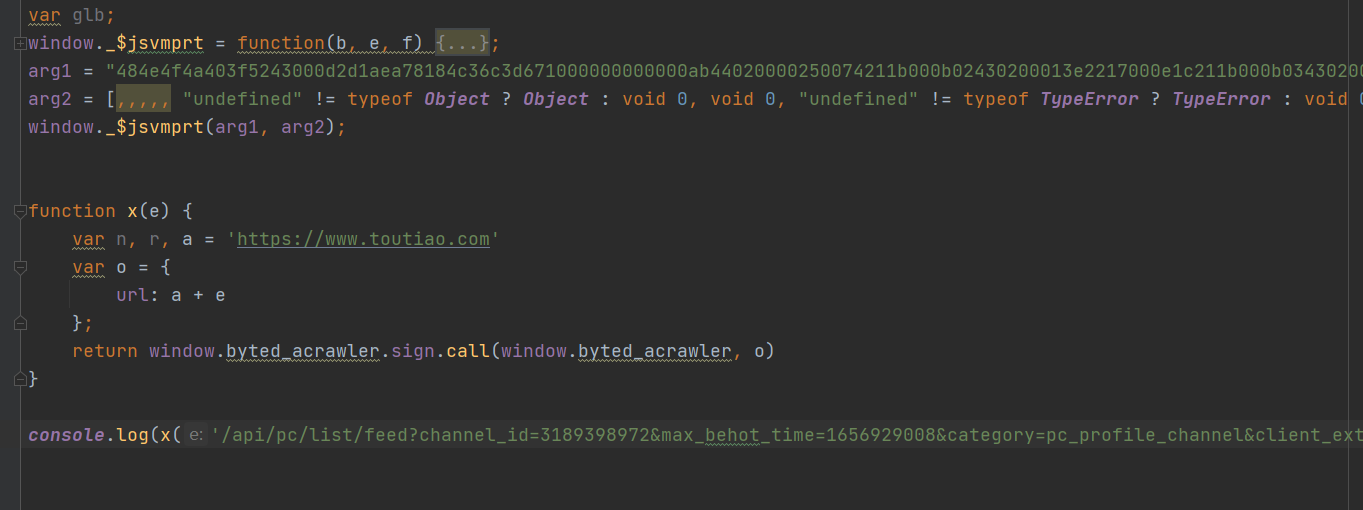 var glb;
window._$jsvmprt = function(b, e, f) {...};
arg1 = "484e4f4a403f5243000d2d1aea78184c36c3d671000000000000ab44020000250074211b000b02430200013e2217000e1c211b000b03430200
arg2 = [,,,,, "undefined" != typeof Object ? Object : void 0, void 0, "undefined" != typeof TypeError ? TypeError : void 0
window._$jsvmprt(arg1, arg2);
function x(e) {
var n, r, a = 'https://www.toutiao.com'
var o = {
url: a + e
};
return window.byted_acrawler.sign.call(window.byted_acrawler, o)
}
console.log(x( e: '/api/pc/list/feed?channel_id=3189398972&max_behot_time=1656929008&category=pc_profile_channel&client_ext